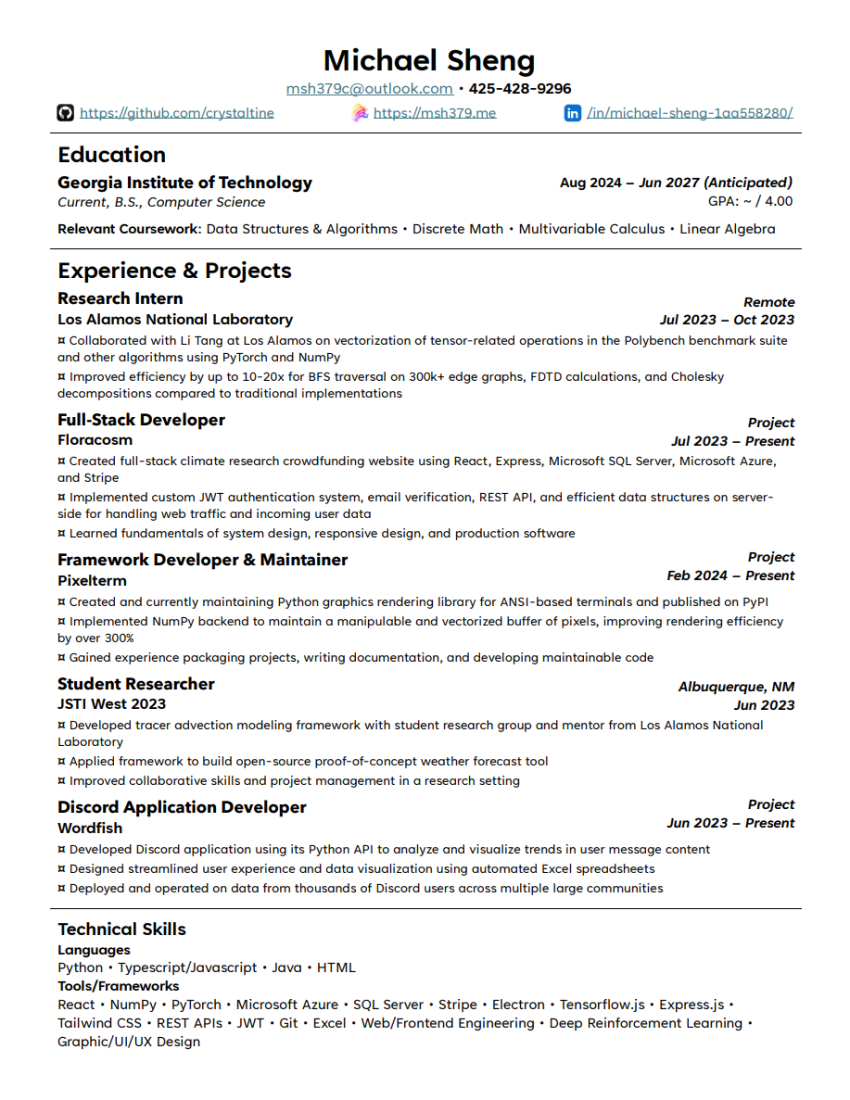 Michael Sheng
msh379c@outlook.com • 425-428-9296
https://github.com/crystaltine https://msh379.me /in/michael-sheng-1aa558280/
Education
Georgia Institute of Technology Aug 2024 – Jun 2027 (Anticipated)
Current, B.S., Computer Science GPA: ~ / 4.00
Relevant Coursework: Data Structures & Algorithms • Discrete Math • Multivariable Calculus • Linear Algebra
Experience & Projects
Research Intern Remote
Los Alamos National Laboratory Jul 2023 – Oct 2023
¤ Collaborated with Li Tang at Los Alamos on vectorization of tensor-related operations in the Polybench benchmark suite
and other algorithms using PyTorch and NumPy
¤ Improved efficiency by up to 10-20x for BFS traversal on 300k+ edge graphs, FDTD calculations, and Cholesky
decompositions compared to traditional implementations
Full-Stack Developer Project
Floracosm Jul 2023 – Present
¤ Created full-stack climate research crowdfunding website using React, Express, Microsoft SQL Server, Microsoft Azure,
and Stripe
¤ Implemented custom JWT authentication system, email verification, REST API, and efficient data structures on server-
side for handling web traffic and incoming user data
¤ Learned fundamentals of system design, responsive design, and production software
Framework Developer & Maintainer Project
Pixelterm Feb 2024 – Present
¤ Created and currently maintaining Python graphics rendering library for ANSI-based terminals and published on PyPI
¤ Implemented NumPy backend to maintain a manipulable and vectorized buffer of pixels, improving rendering efficiency
by over 300%
¤ Gained experience packaging projects, writing documentation, and developing maintainable code
Student Researcher Albuquerque, NM
JSTI West 2023 Jun 2023
¤ Developed tracer advection modeling framework with student research group and mentor from Los Alamos National
Laboratory
¤ Applied framework to build open-source proof-of-concept weather forecast tool
¤ Improved collaborative skills and project management in a research setting
Discord Application Developer Project
Wordfish Jun 2023 – Present
¤ Developed Discord application using its Python API to analyze and visualize trends in user message content
¤ Designed streamlined user experience and data visualization using automated Excel spreadsheets
¤ Deployed and operated on data from thousands of Discord users across multiple large communities
Technical Skills
Languages
Python • Typescript/Javascript • Java • HTML
Tools/Frameworks
React • NumPy • PyTorch • Microsoft Azure • SQL Server • Stripe • Electron • Tensorflow.js • Express.js •
Tailwind CSS • REST APIs • JWT • Git • Excel • Web/Frontend Engineering • Deep Reinforcement Learning •
Graphic/UI/UX Design